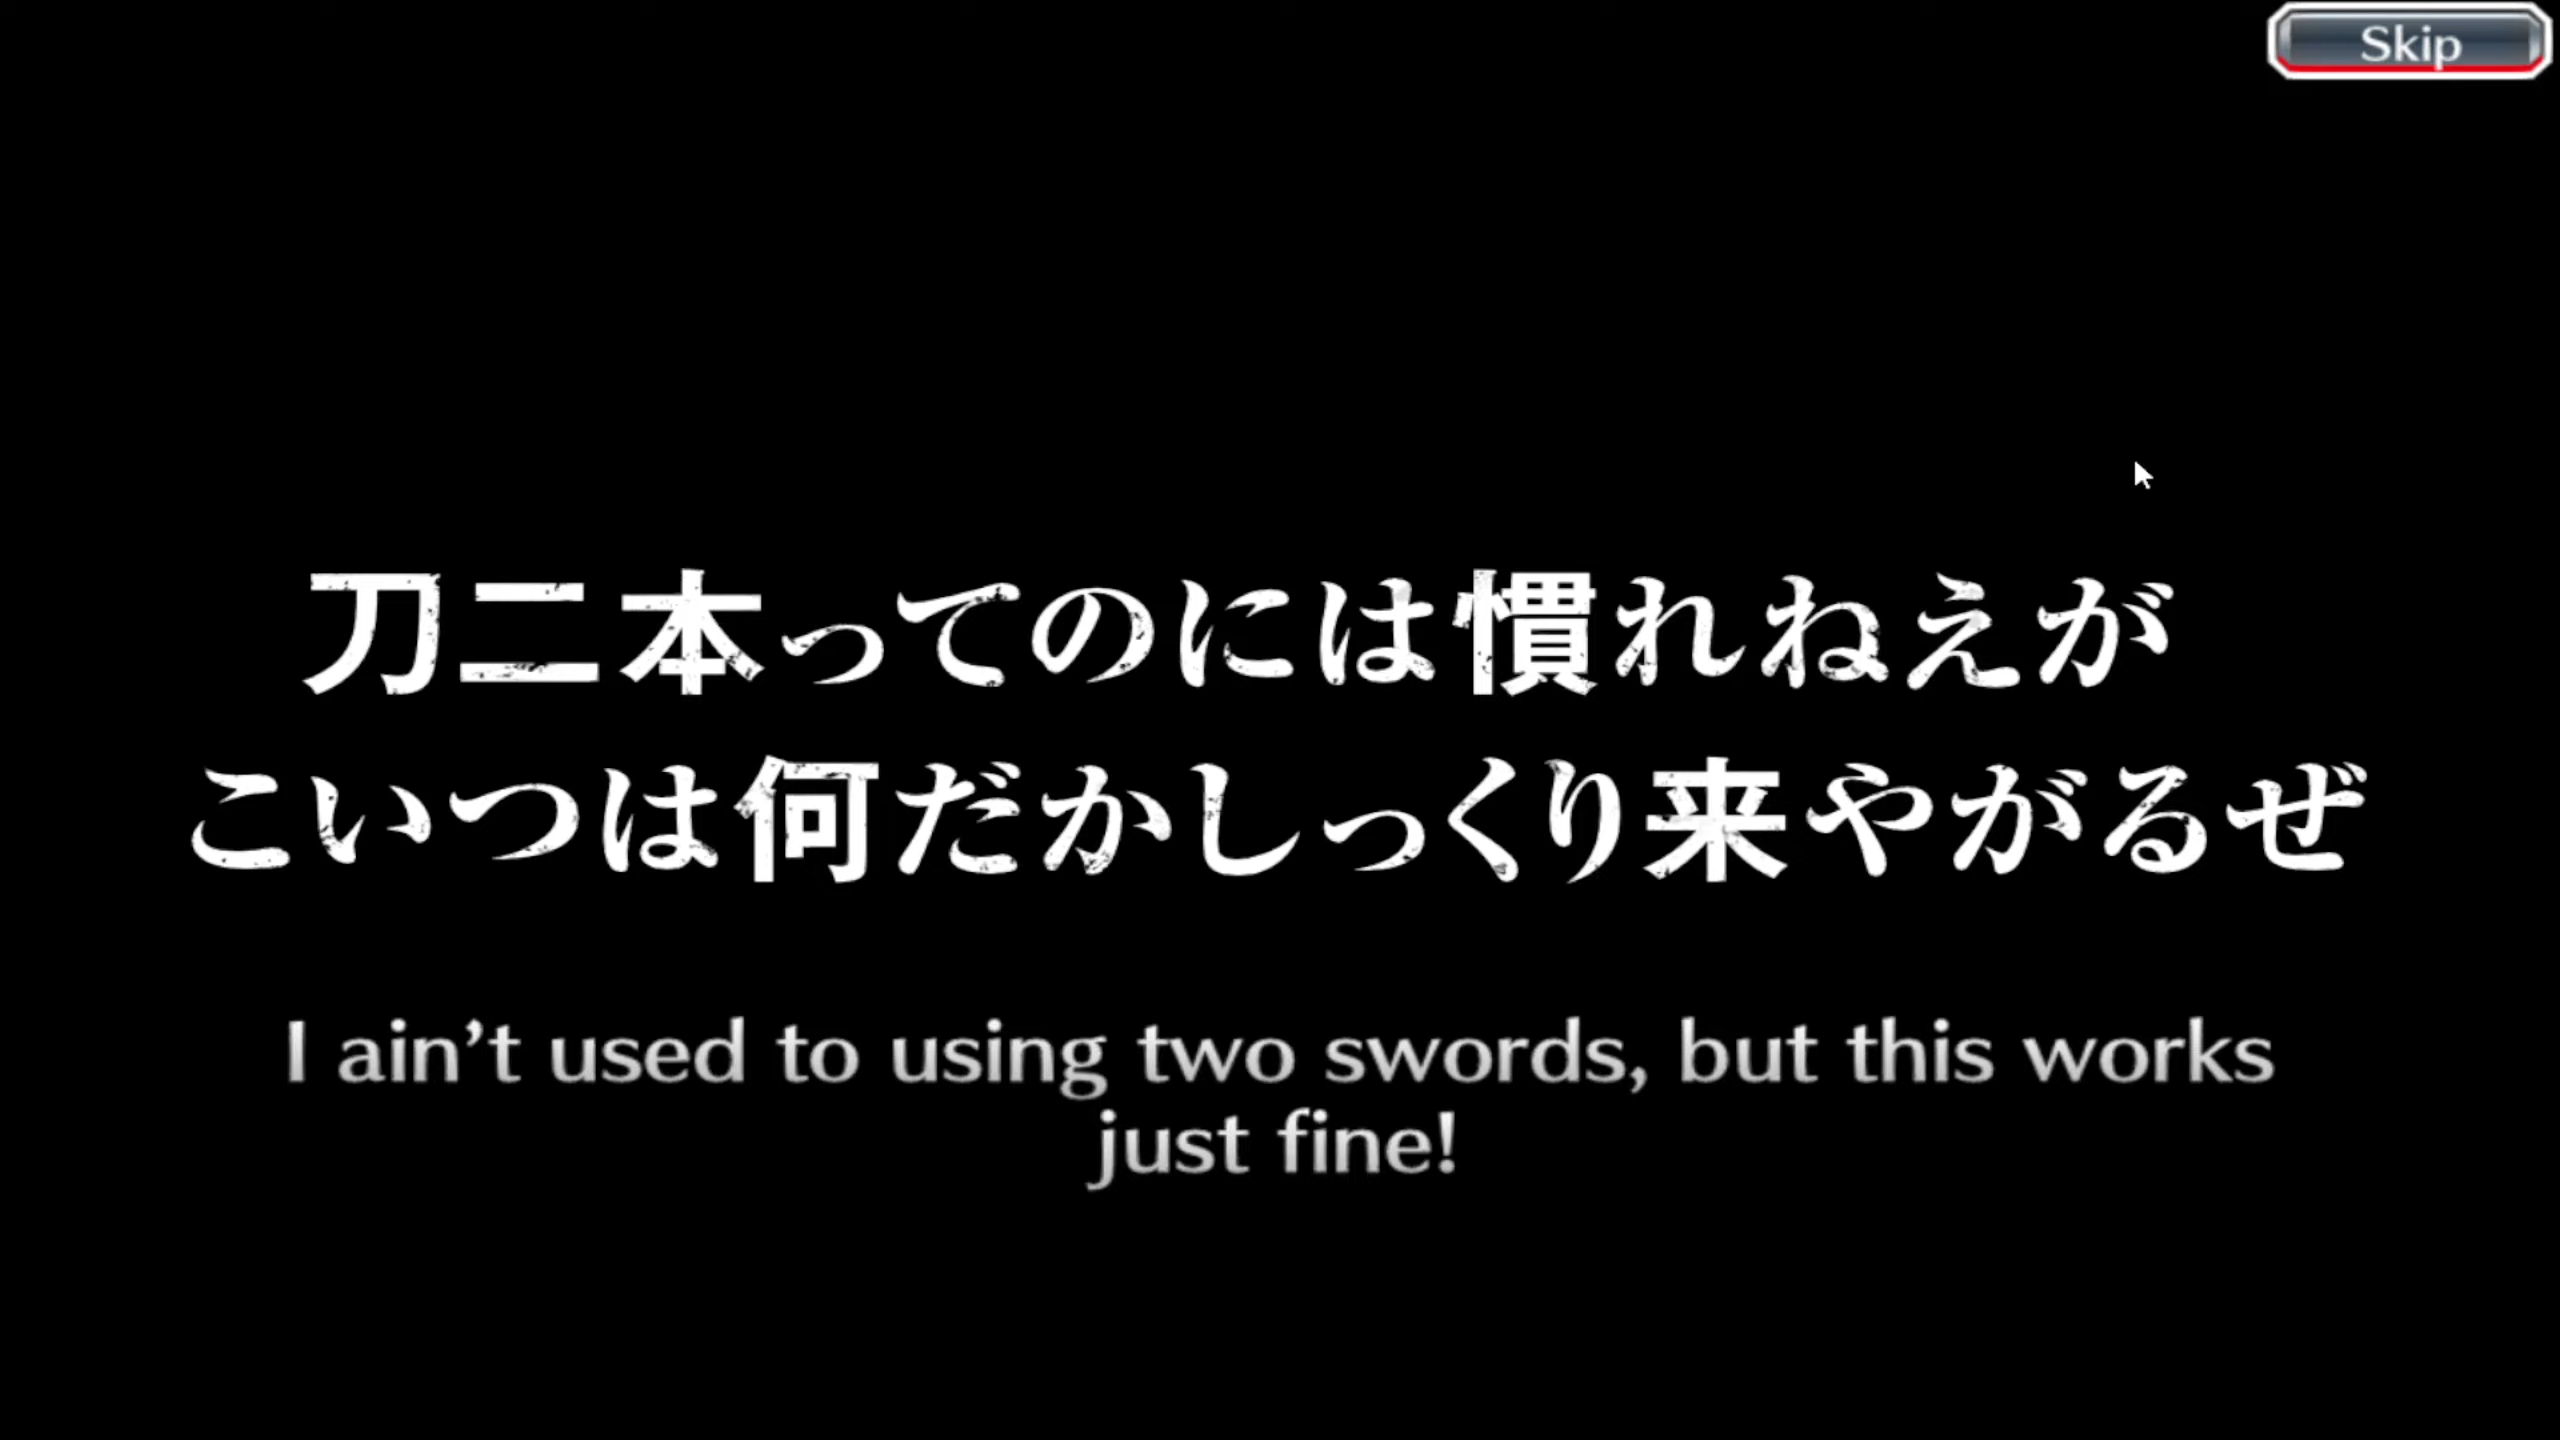 Skip
刀二本ってのには慣れねえが
こいつは何だかしっくり来やがるぜ
I ain't used to using two swords, but this works
just fine!